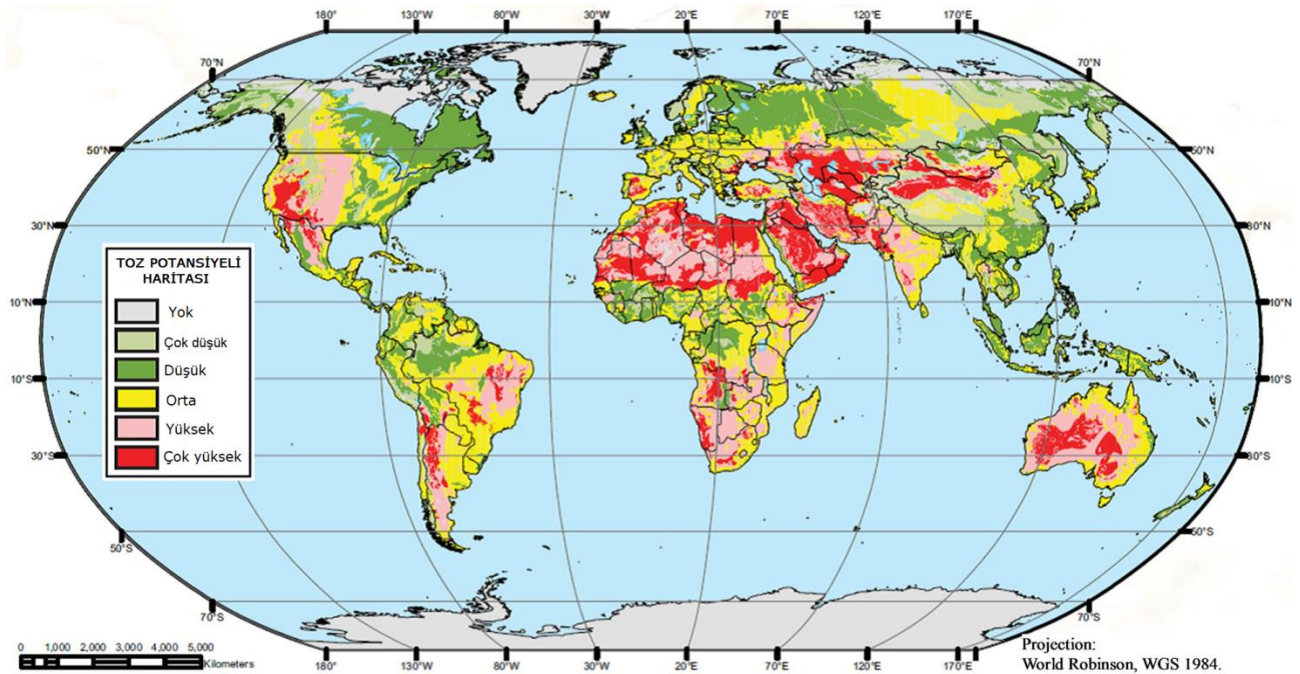 180° 130°W 80°W 30°W 20°E 70°E 120°E 170°E
70°N 70°N
50°N 50°N
30°N 30°N
TOZ POTANSİYELİ
HARİTASI
Yok
Çok düşük
Düşük
Orta
Yüksek
Çok yüksek
10°N 10°N
10°S 10°S
30°S 30°S
50°S 50°S
70°S 70°S
0 1,000 2,000 3,000 4,000 5,000
Kilometers
180° 130°W 80°W 30°W 20°E 70°E 120°E 170°E
Projection:
World Robinson, WGS 1984.